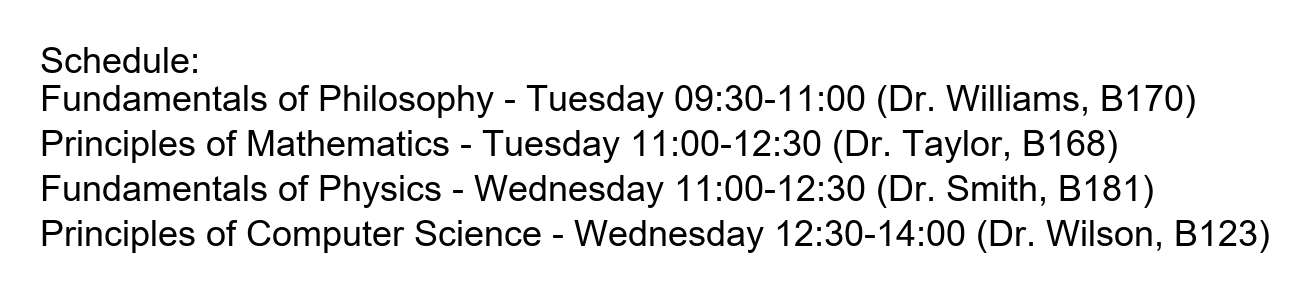 Schedule:
Fundamentals of Philosophy - Tuesday 09:30-11:00 (Dr. Williams, B170)
Principles of Mathematics - Tuesday 11:00-12:30 (Dr. Taylor, B168)
Fundamentals of Physics - Wednesday 11:00-12:30 (Dr. Smith, B181)
Principles of Computer Science - Wednesday 12:30-14:00 (Dr. Wilson, B123)